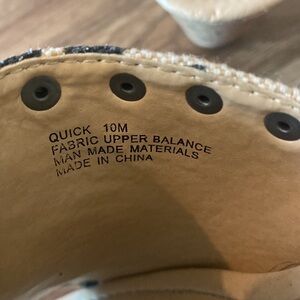 QUICK 10M
FABRIC UPPER BALANCE
MAN MADE MATERIALS
MADE IN CHINA